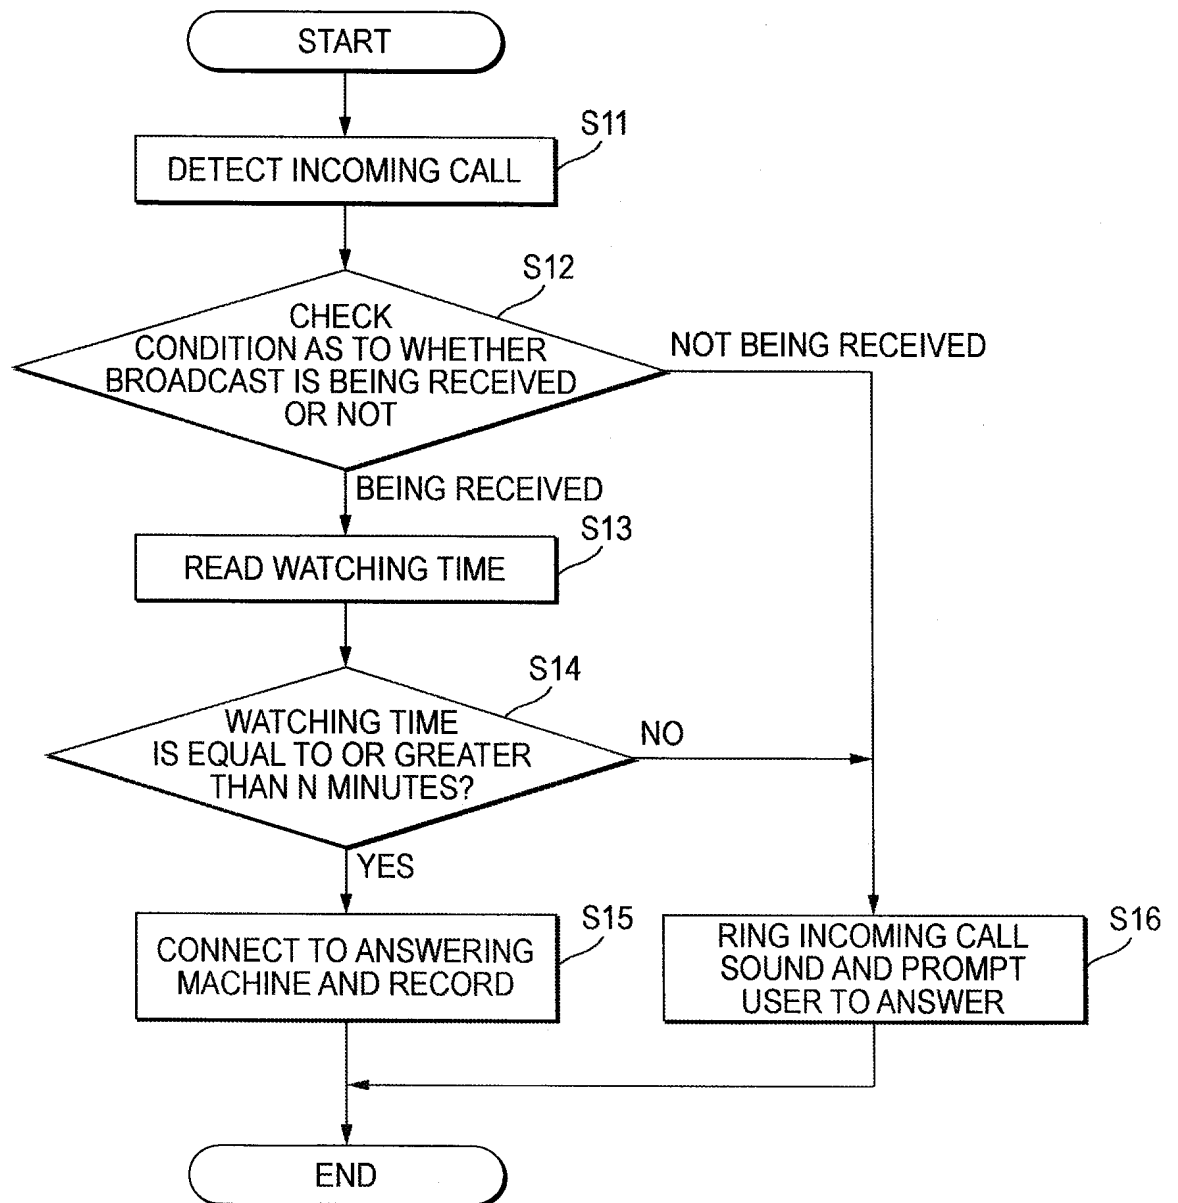 START
S11
DETECT INCOMING CALL
S12
CHECK
CONDITION AS TO WHETHER
BROADCAST IS BEING RECEIVED
OR NOT
NOT BEING RECEIVED
BEING RECEIVED
S13
READ WATCHING TIME
S14
WATCHING TIME
IS EQUAL TO OR GREATER
THAN N MINUTES?
NO
YES
S15
CONNECT TO ANSWERING
MACHINE AND RECORD
S16
RING INCOMING CALL
SOUND AND PROMPT
USER TO ANSWER
END